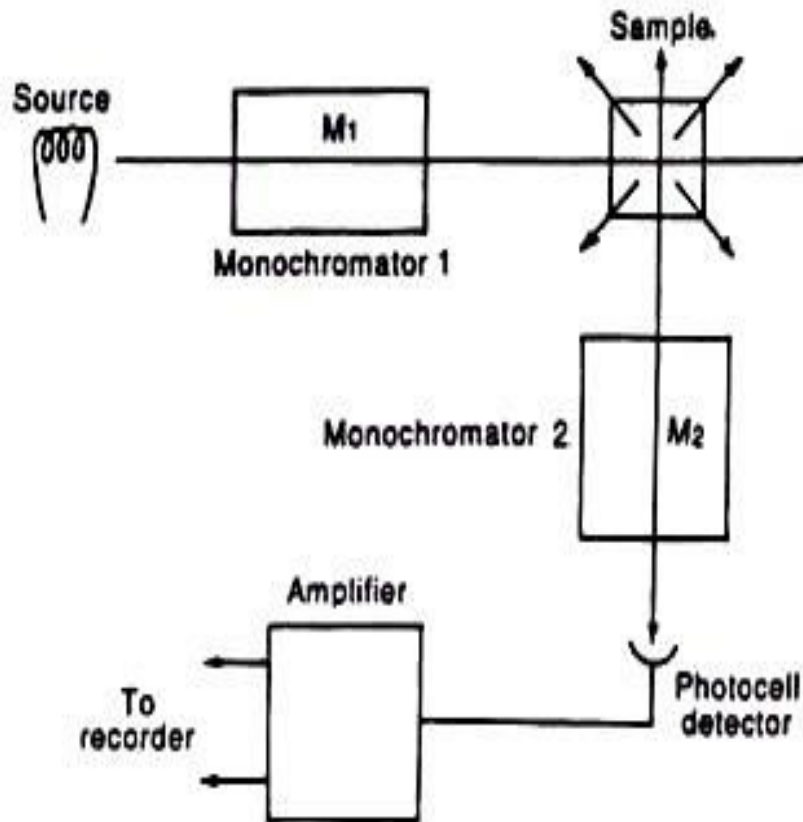 Sample.
Source
M1
Monochromator 1
Monochromator 2
M2
Amplifier
To
recorder
Photocell
detector